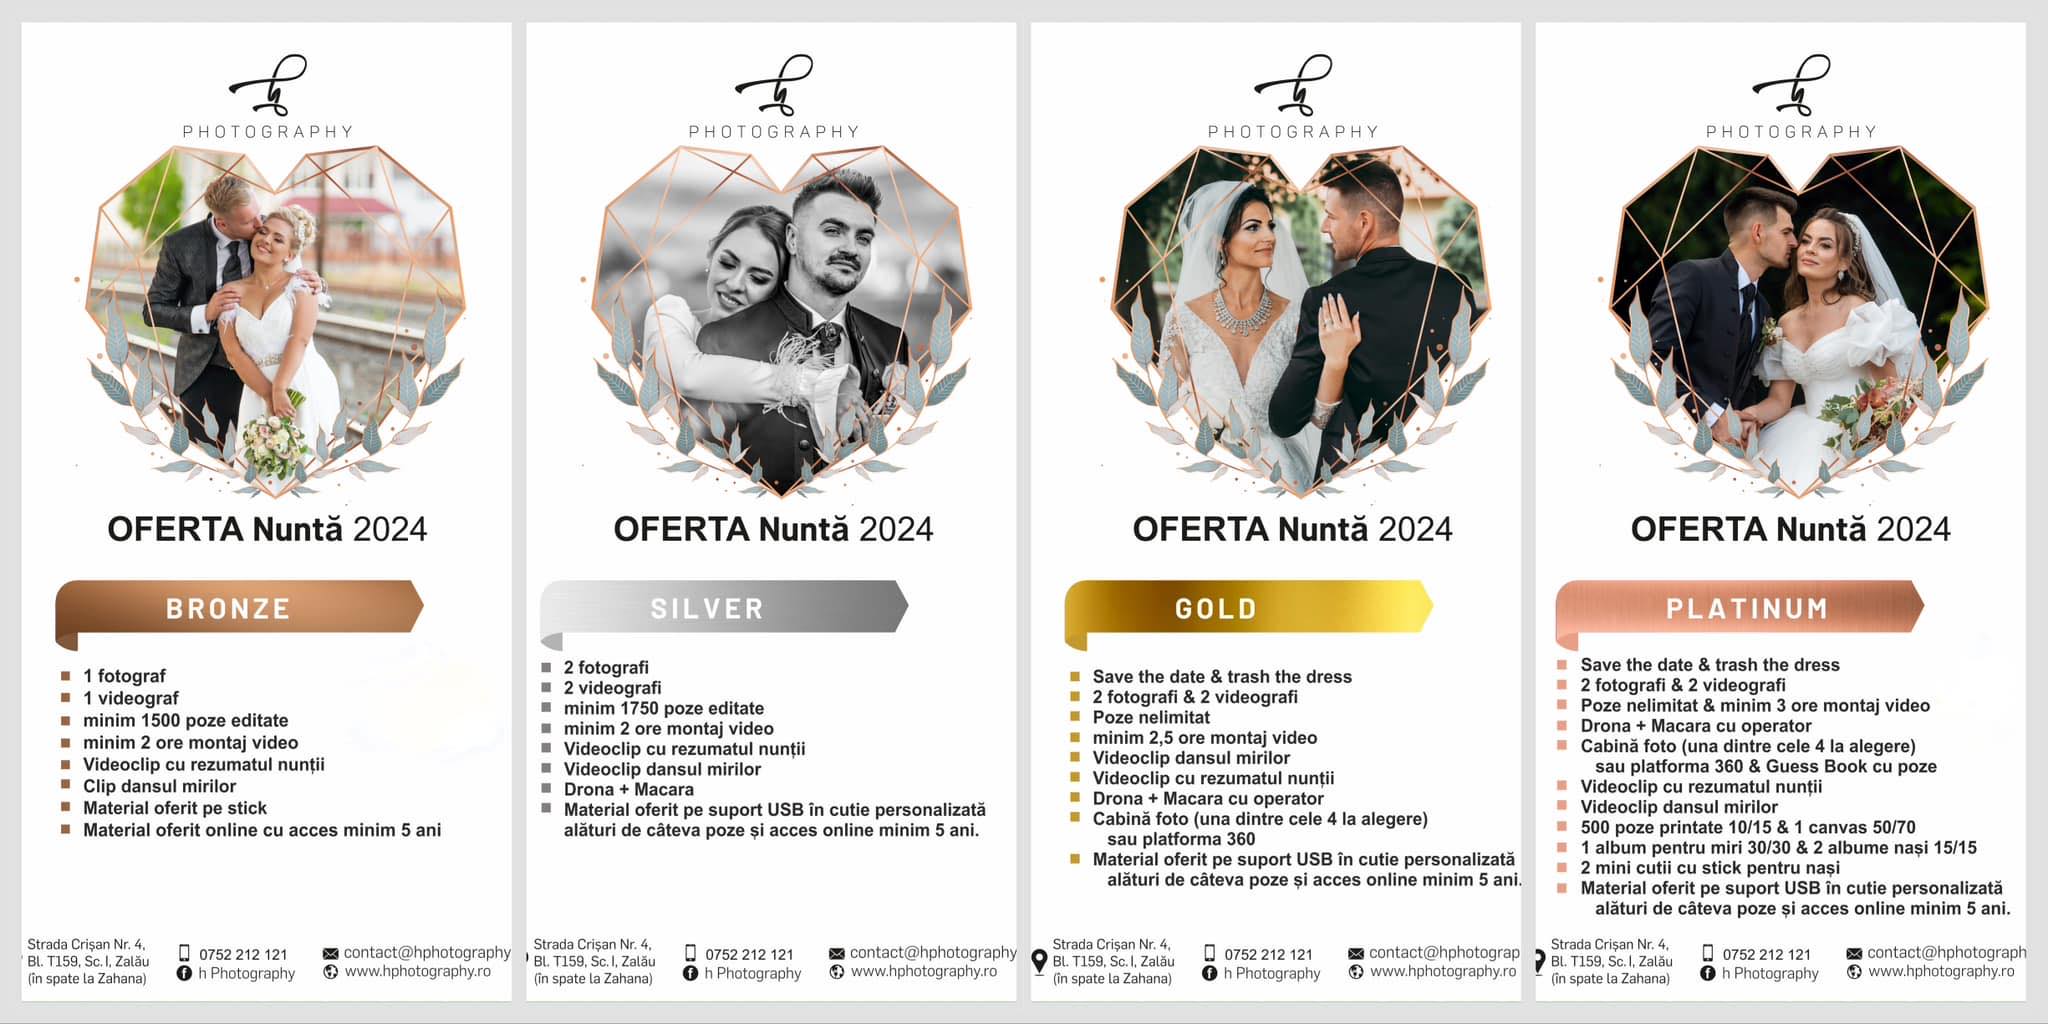 h
PHOTOGRAPHY
OFERTA Nuntă 2024
BRONZE
1 fotograf
1 videograf
minim 1500 poze editate
minim 2 ore montaj video
Videoclip cu rezumatul nunții
Clip dansul mirilor
Material oferit pe stick
Material oferit online cu acces minim 5 ani
Strada Crișan Nr. 4,
Bl. T159, Sc. I, Zalău
(în spate la Zahana)
0752 212 121
h Photography
contact@hphotography
www.hphotography.ro
h
PHOTOGRAPHY
OFERTA Nuntă 2024
SILVER
2 fotografi
2 videografi
minim 1750 poze editate
minim 2 ore montaj video
Videoclip cu rezumatul nunții
Videoclip dansul mirilor
Drona + Macara
Material oferit pe suport USB în cutie personalizată
alături de câteva poze și acces online minim 5 ani.
Strada Crișan Nr. 4,
Bl. T159, Sc. I, Zalău
(în spate la Zahana)
0752 212 121
h Photography
contact@hphotography
www.hphotography.ro
h
PHOTOGRAPHY
OFERTA Nuntă 2024
GOLD
Save the date & trash the dress
2 fotografi & 2 videografi
Poze nelimitat
minim 2,5 ore montaj video
Videoclip dansul mirilor
Videoclip cu rezumatul nunții
Drona + Macara cu operator
Cabină foto (una dintre cele 4 la alegere)
sau platforma 360
Material oferit pe suport USB în cutie personalizată
alături de câteva poze și acces online minim 5 ani.
Strada Crișan Nr. 4,
Bl. T159, Sc. I, Zalău
(în spate la Zahana)
0752 212 121
h Photography
contact@hphotograp
www.hphotography.ro
h
PHOTOGRAPHY
OFERTA Nuntă 2024
PLATINUM
Save the date & trash the dress
2 fotografi & 2 videografi
Poze nelimitat & minim 3 ore montaj video
Drona + Macara cu operator
Cabină foto (una dintre cele 4 la alegere)
sau platforma 360 & Guess Book cu poze
Videoclip cu rezumatul nunții
Videoclip dansul mirilor
500 poze printate 10/15 & 1 canvas 50/70
1 album pentru miri 30/30 & 2 albume nași 15/15
2 mini cutii cu stick pentru nași
Material oferit pe suport USB în cutie personalizată
alături de câteva poze și acces online minim 5 ani.
Strada Crișan Nr. 4,
Bl. T159, Sc. I, Zalău
(în spate la Zahana)
0752 212 121
h Photography
contact@hphotograph
www.hphotography.ro